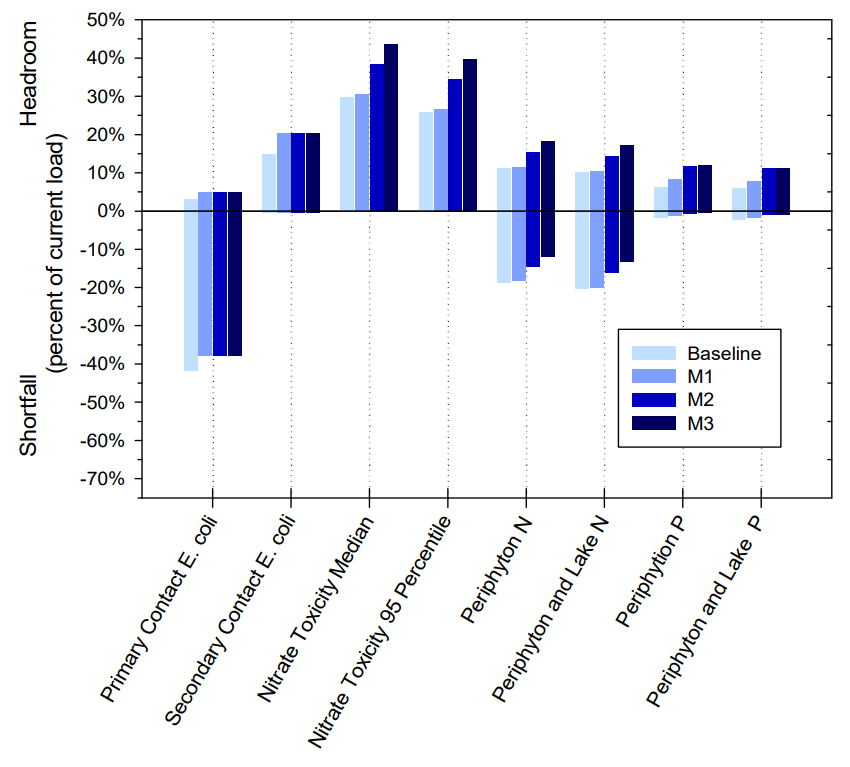 Headroom
Shortfall
(percent of current load)
50%
40%
30%
20%
10%
0%
-10%
-20%
-30%
-40%
-50%
-60%
-70%
Baseline
M1
M2
M3
Primary Contact E. coli
Secondary Contact E. coli
Nitrate Toxicity Median
Nitrate Toxicity 95 Percentile
Periphyton N
Periphyton and Lake N
Periphytion P
Periphyton and Lake P